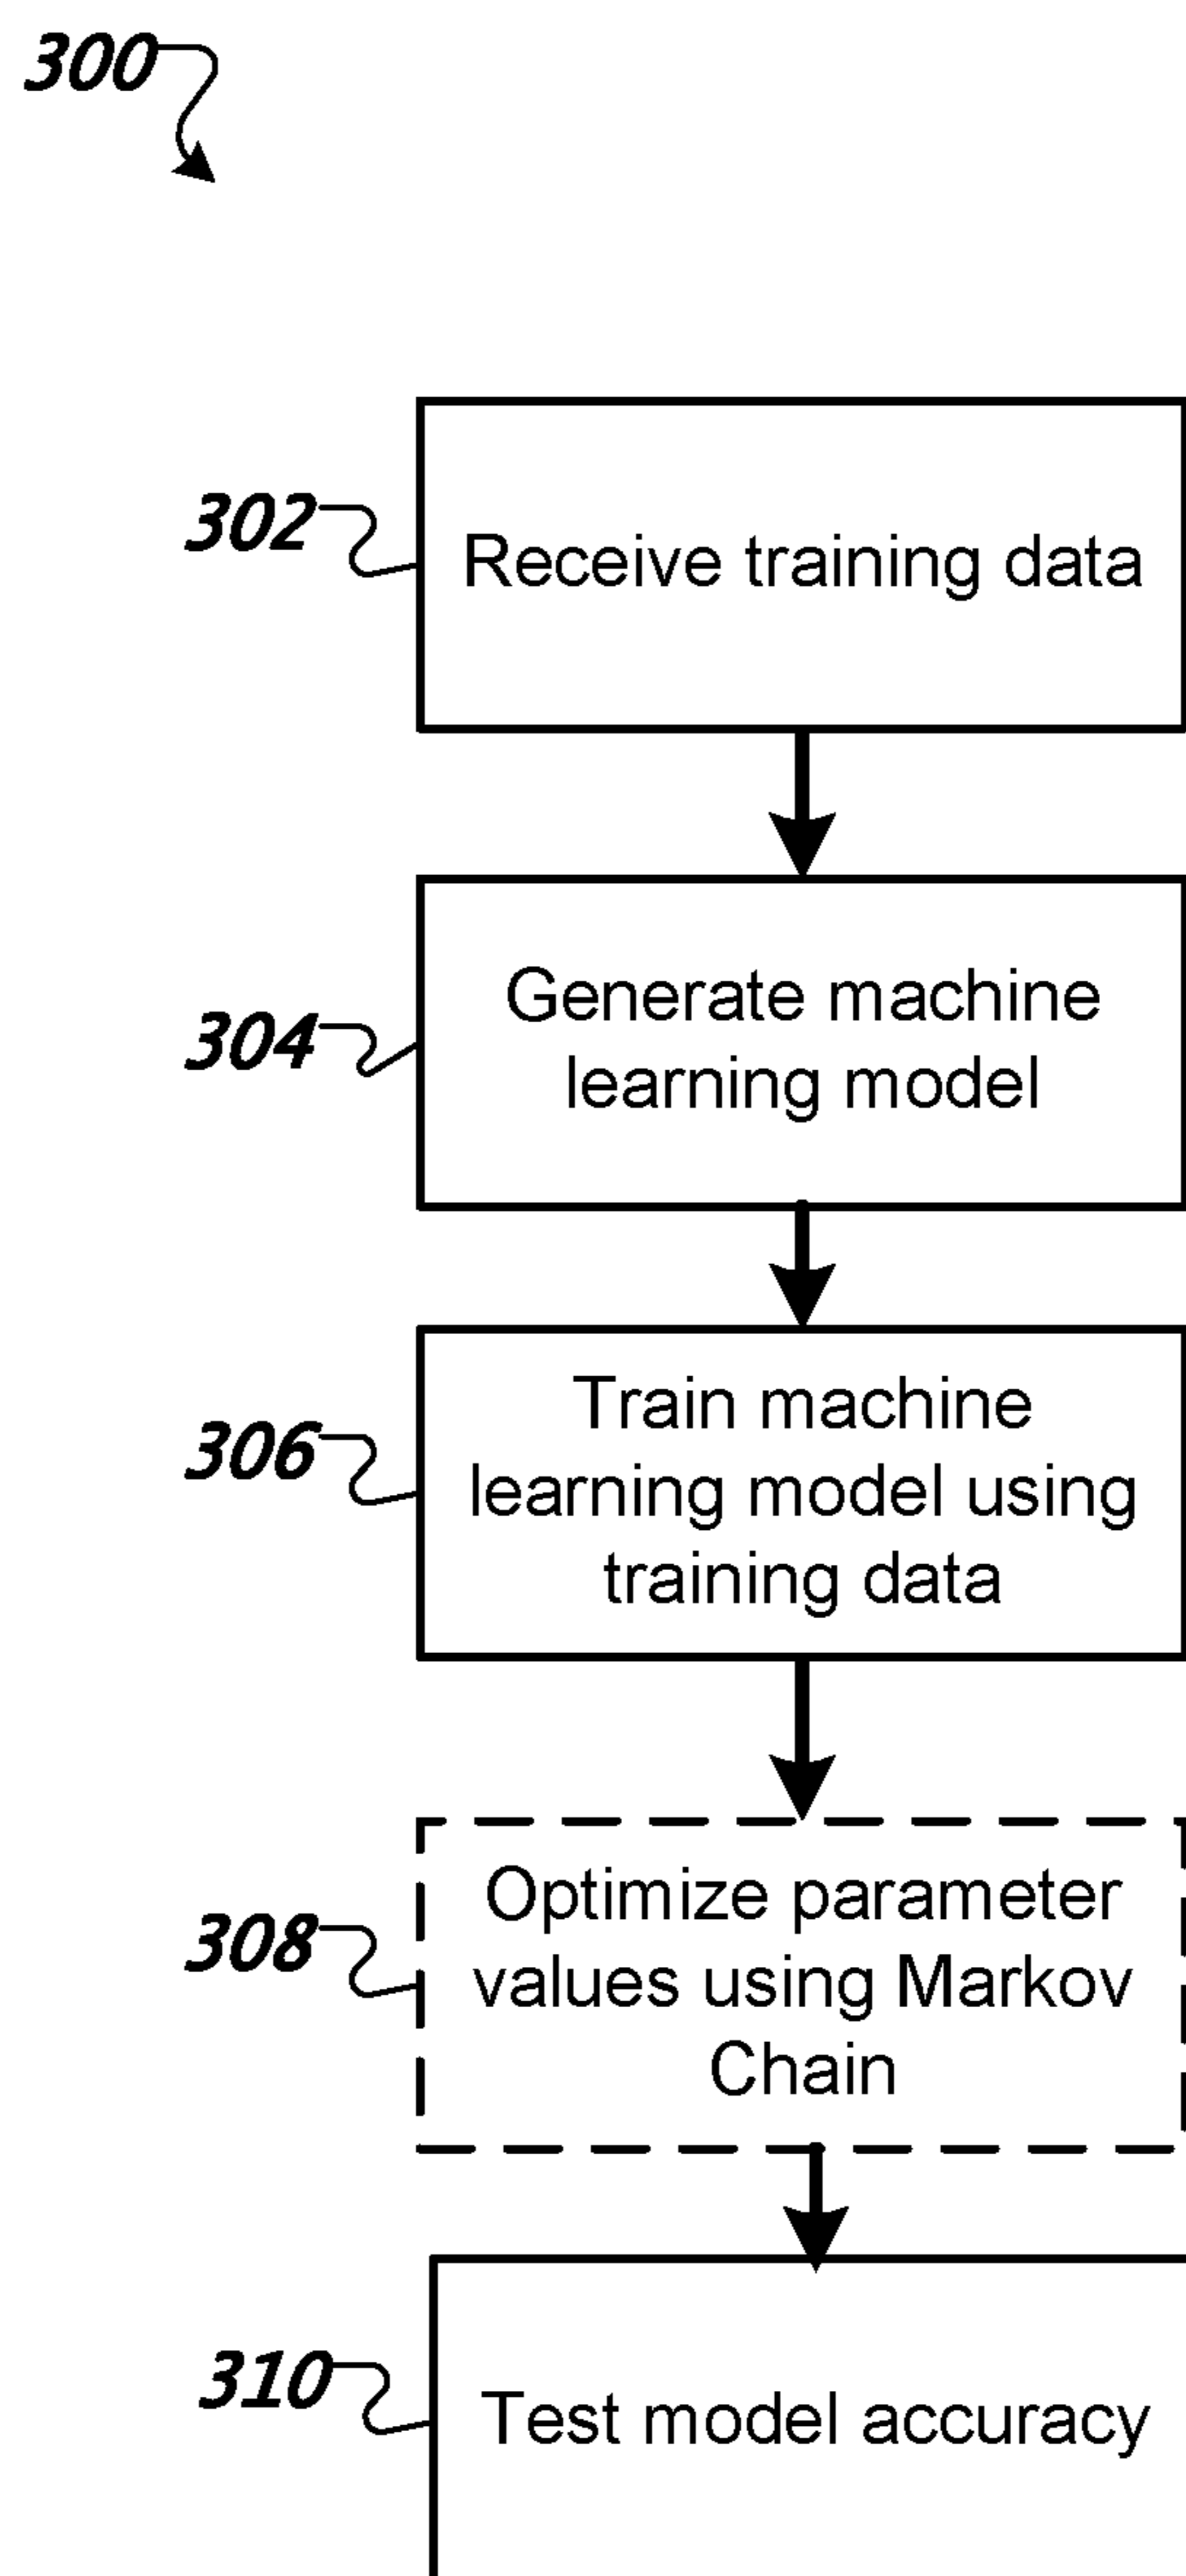 300
302
Receive training data
304
Generate machine
learning model
306
Train machine
learning model using
training data
308
Optimize parameter
values using Markov
Chain
310
Test model accuracy